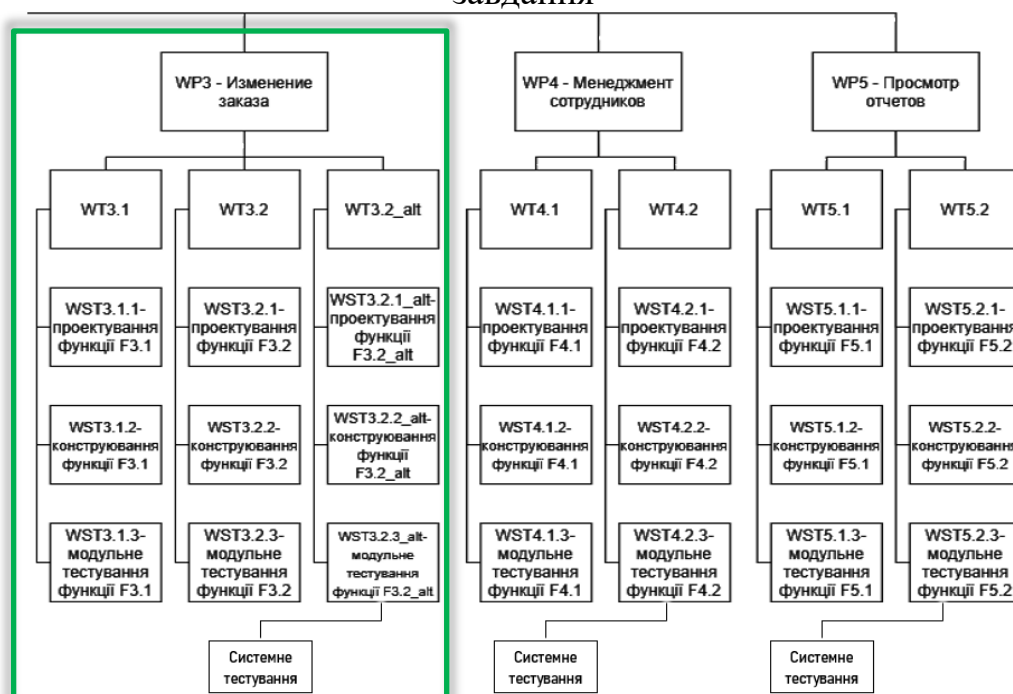 завдання
WP3 - Изменение
заказа
WP4 - Менеджмент
сотрудников
WP5 - Просмотр
отчетов
WT3.1
WT3.2
WT3.2_alt
WT4.1
WT4.2
WT5.1
WT5.2
WST3.1.1-
проектування
функції F3.1
WST3.2.1-
проектування
функції F3.2
WST3.2.1_alt-
проектування
функції
F3.2_alt
WST4.1.1-
проектування
функції F4.1
WST4.2.1-
проектування
функції F4.2
WST5.1.1-
проектування
функції F5.1
WST5.2.1-
проектування
функції F5.2
WST3.1.2-
конструювання
функції F3.1
WST3.2.2-
конструювання
функції F3.2
WST3.2.2_alt-
конструювання
функції
F3.2_alt
WST4.1.2-
конструювання
функції F4.1
WST4.2.2-
конструювання
функції F4.2
WST5.1.2-
конструювання
функції F5.1
WST5.2.2-
конструювання
функції F5.2
WST3.1.3-
модульне
тестування
функції F3.1
WST3.2.3-
модульне
тестування
функції F3.2
WST3.2.3_alt-
модульне
тестування
функції F3.2_alt
WST4.1.3-
модульне
тестування
функції F4.1
WST4.2.3-
модульне
тестування
функції F4.2
WST5.1.3-
модульне
тестування
функції F5.1
WST5.2.3-
модульне
тестування
функції F5.2
Системне
тестування
Системне
тестування
Системне
тестування